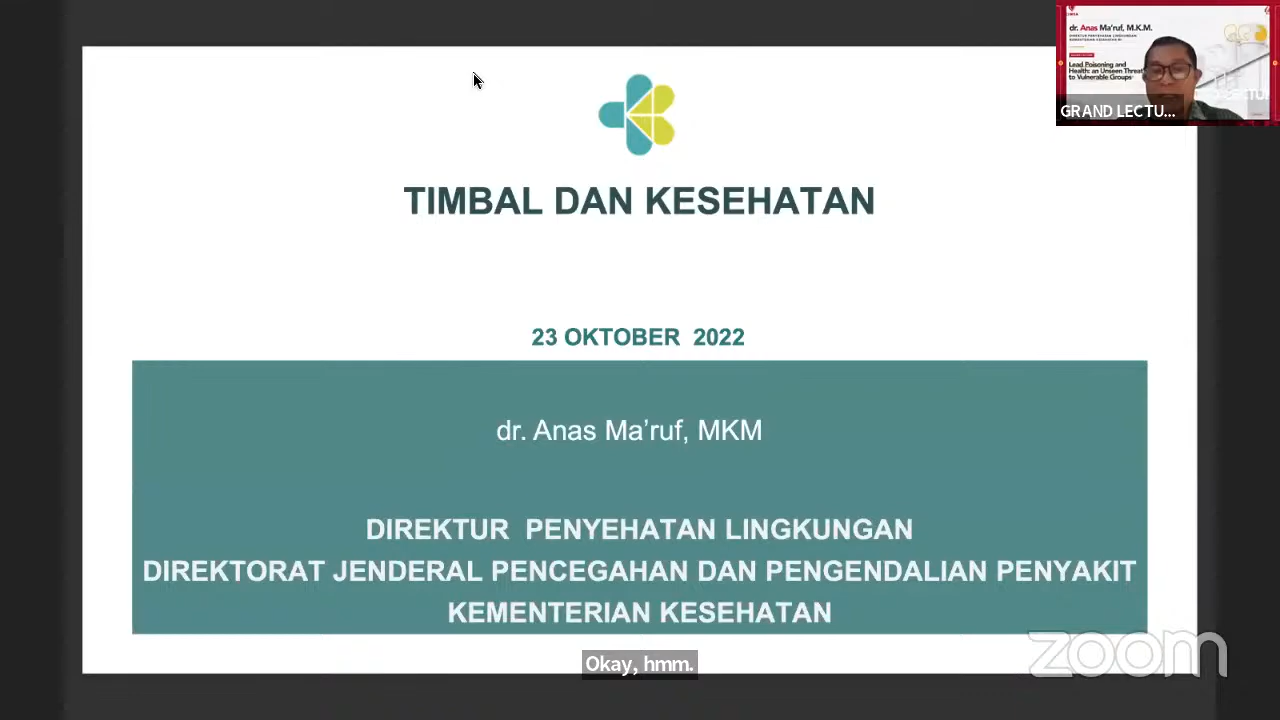 TIMBAL DAN KESEHATAN
23 OKTOBER 2022
dr. Anas Ma'ruf, MKM
DIREKTUR PENYEHATAN LINGKUNGAN
DIREKTORAT JENDERAL PENCEGAHAN DAN PENGENDALIAN PENYAKIT
KEMENTERIAN KESEHATAN
Okay, hmm.
zoom
dr. Anas Ma'ruf, M.K.M.
Lead Poisoning and
Health: an Unseen Threat
to Vulnerable Groups
GRAND LECTU...